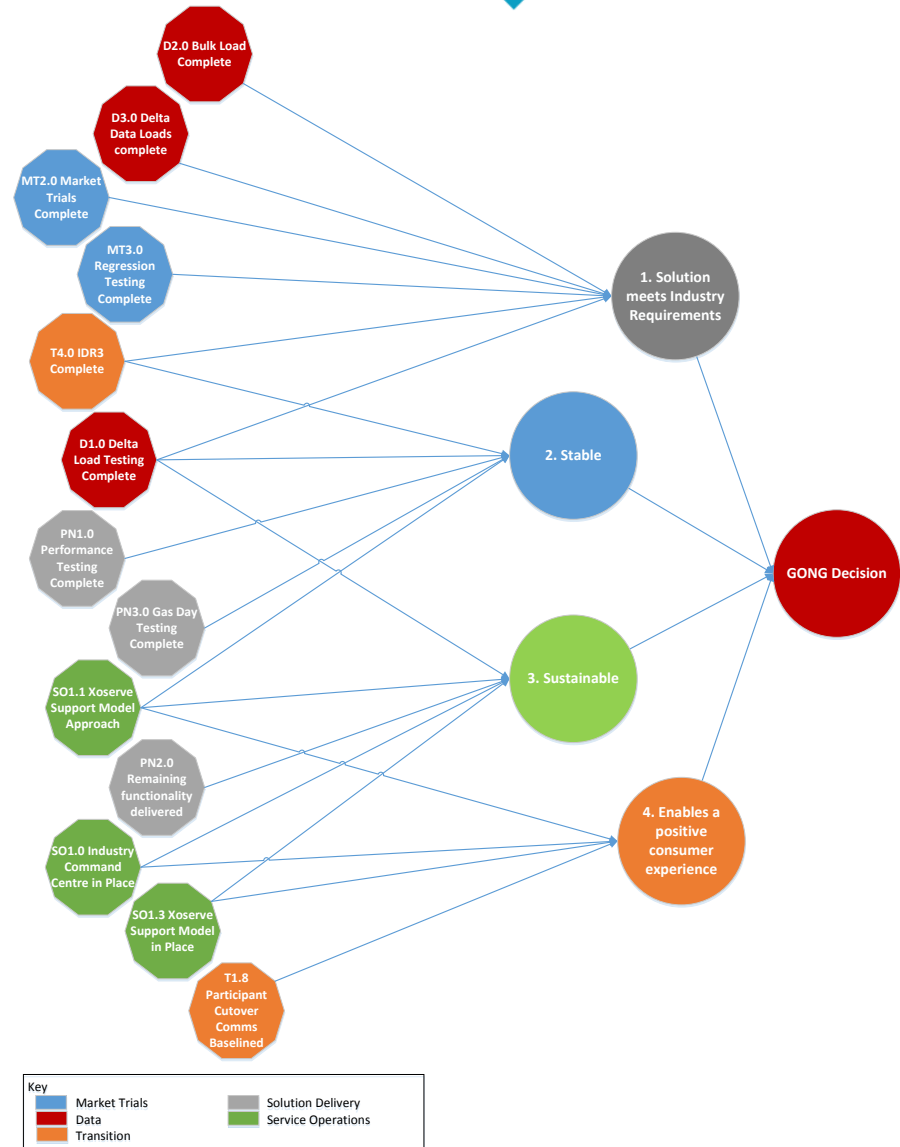 D2.0 Bulk Load
Complete
D3.0 Delta
Data Loads
complete
MT2.0 Market
Trials
Complete
MT3.0
Regression
Testing
Complete
1. Solution
meets Industry
Requirements
T4.0 IDR3
Complete
D1.0 Delta
Load Testing
Complete
2. Stable
PN1.0
Performance
Testing
Complete
GONG Decision
PN3.0 Gas Day
Testing
Complete
SO1.1 Xoserve
Support Model
Approach
3. Sustainable
PN2.0
Remaining
functionality
delivered
SO1.0 Industry
Command
Centre in Place
4. Enables a
positive
consumer
experience
SO1.3 Xoserve
Support Model
in Place
T1.8
Participant
Cutover
Comms
Baselined
Key
Market Trials
Data
Transition
Solution Delivery
Service Operations